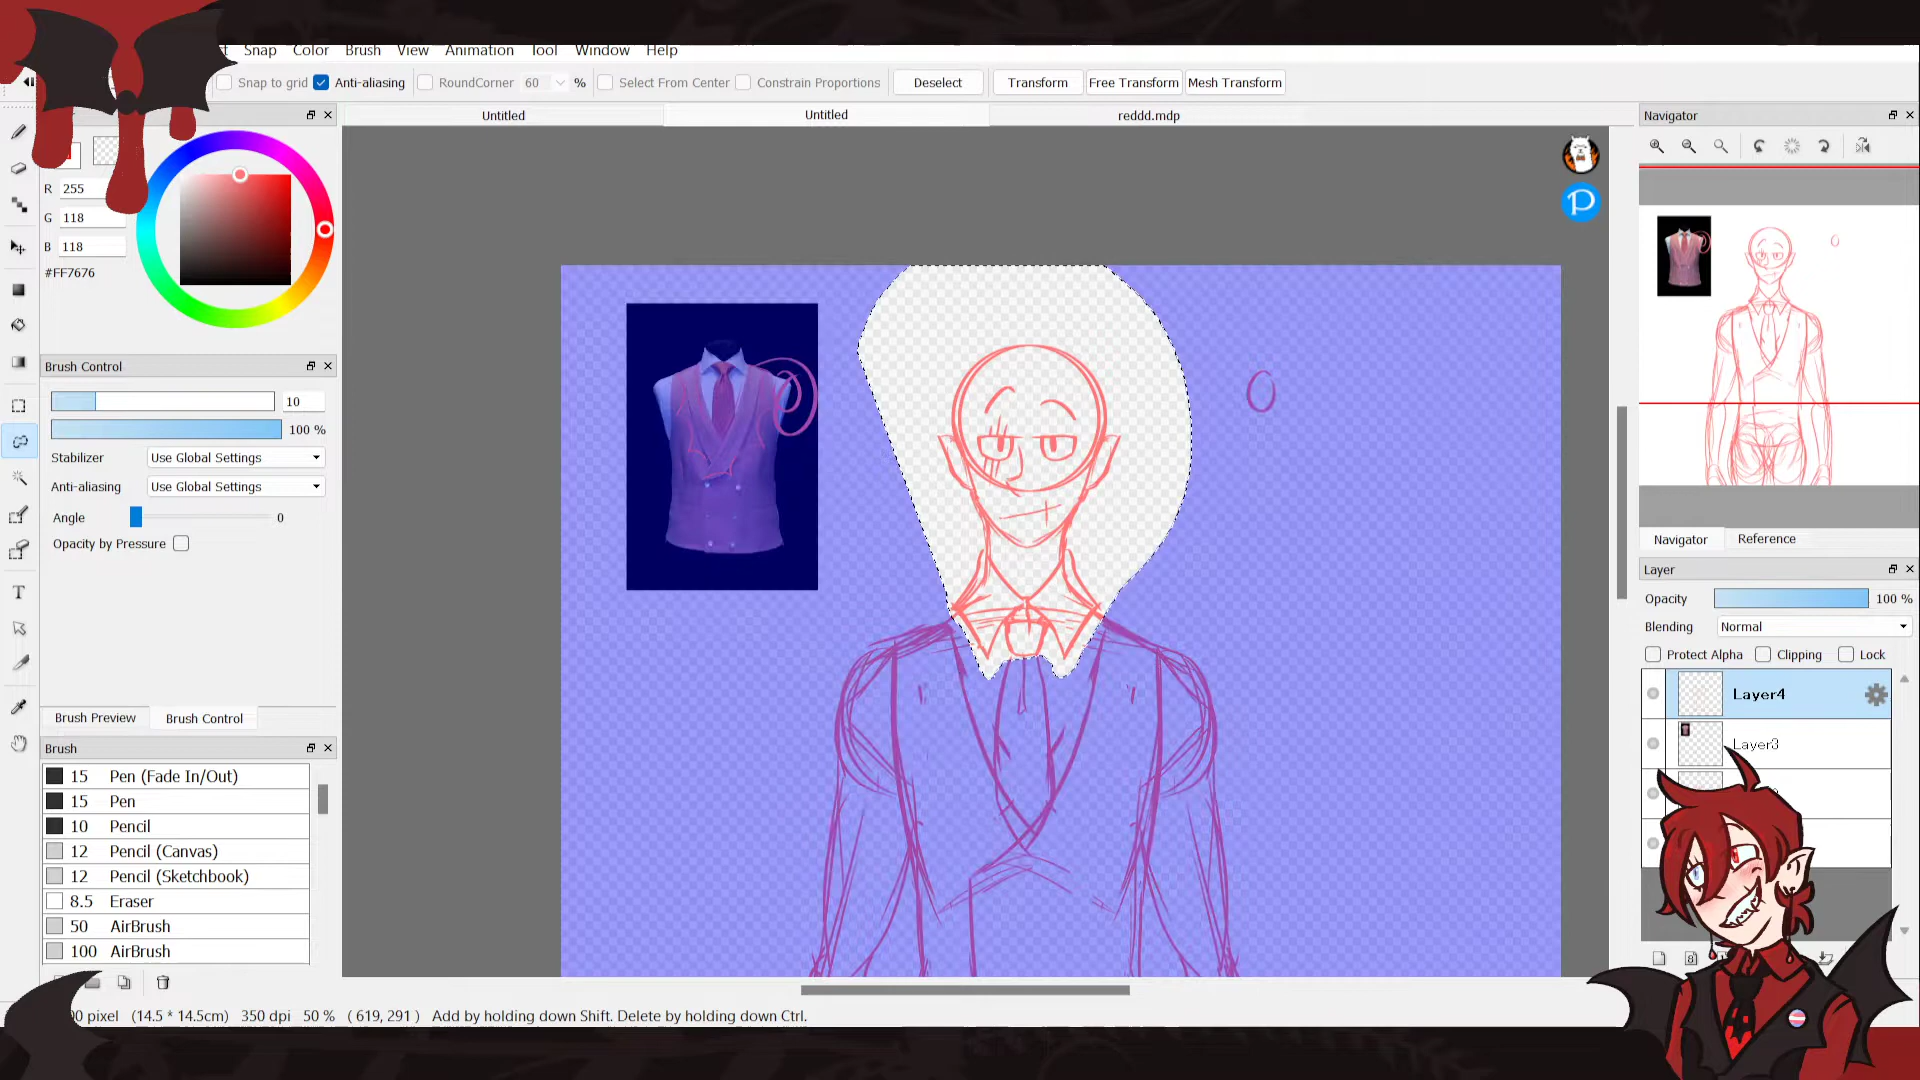 Snap Color Brush View Animation Tool Window Help
Snap to grid Anti-aliasing RoundCorner 60 % Select From Center Constrain Proportions Deselect Transform Free Transform Mesh Transform
Untitled Untitled reddd.mdp
Navigator
R 255
G 118
B 118
#FF7676
Brush Control
10
100 %
Stabilizer Use Global Settings
Anti-aliasing Use Global Settings
Angle 0
Opacity by Pressure
Brush Preview Brush Control
Brush
15 Pen (Fade In/Out)
15 Pen
10 Pencil
12 Pencil (Canvas)
12 Pencil (Sketchbook)
8.5 Eraser
50 AirBrush
100 AirBrush
P
Navigator Reference
Layer
Opacity 100 %
Blending Normal
Protect Alpha Clipping Lock
Layer4
Layer3
pixel (14.5 * 14.5cm) 350 dpi 50 % ( 619, 291 ) Add by holding down Shift. Delete by holding down Ctrl.